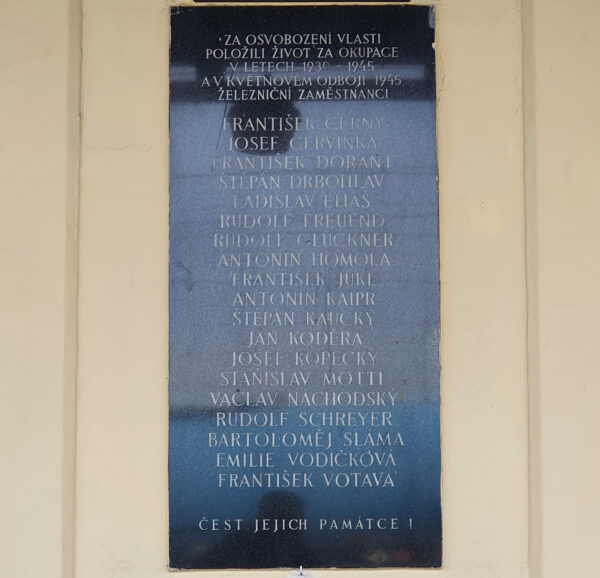 ZA OSVOBOZENÍ VLASTI
POLOŽILI ŽIVOT ZA OKUPACE
V LETECH 1939 - 1945
A V KVĚTNOVÉM ODBOJI 1945
ŽELEZNIČNÍ ZAMĚSTNANCI
FRANTIŠEK ČERNÝ
JOSEF ČERVINKA
FRANTIŠEK DORANT
ŠTĚPÁN DRBOHLAV
LADISLAV ELIÁŠ
RUDOLF FREUEND
RUDOLF GLÜCKNER
ANTONÍN HOMOLA
FRANTIŠEK JUKL
ANTONÍN KAIPR
ŠTĚPÁN KAUCKÝ
JAN KODĚRA
JOSEF KOPECKÝ
STANISLAV MOTTL
VÁCLAV NÁCHODSKÝ
RUDOLF SCHREYER
BARTOLOMĚJ SLÁMA
EMILIE VODIČKOVÁ
FRANTIŠEK VOTAVA
ČEST JEJICH PAMÁTCE !